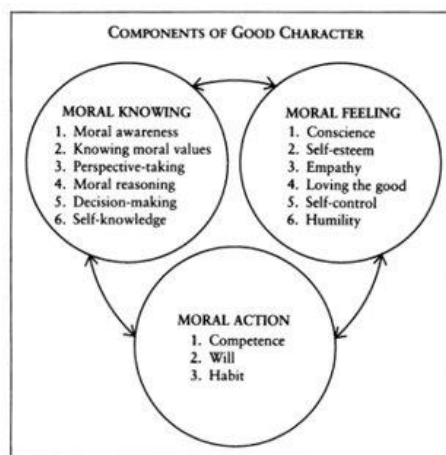 COMPONENTS OF GOOD CHARACTER
MORAL KNOWING
1. Moral awareness
2. Knowing moral values
3. Perspective-taking
4. Moral reasoning
5. Decision-making
6. Self-knowledge
MORAL FEELING
1. Conscience
2. Self-esteem
3. Empathy
4. Loving the good
5. Self-control
6. Humility
MORAL ACTION
1. Competence
2. Will
3. Habit